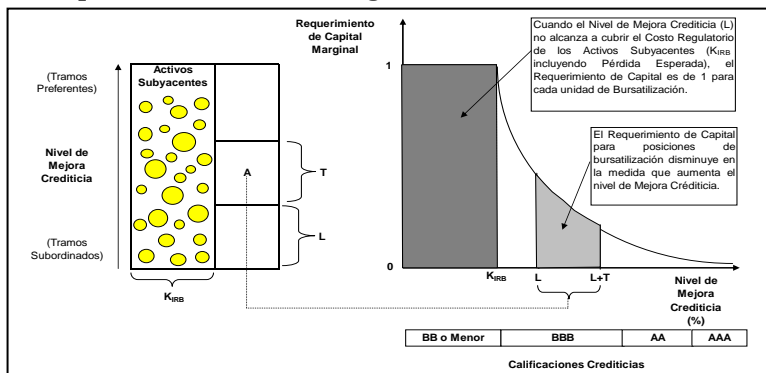 (Tramos
Preferentes)
Nivel de
Mejora
Crediticia
(Tramos
Subordinados)
Activos
Subyacentes
A
T
L
K_IRB
Requerimiento
de Capital
Marginal
1
0
Cuando el Nivel de Mejora Crediticia (L)
no alcanza a cubrir el Costo Regulatorio
de los Activos Subyacentes (K_IRB
incluyendo Pérdida Esperada), el
Requerimiento de Capital es de 1 para
cada unidad de Bursatilización.
El Requerimiento de Capital
para posiciones de
bursatilización disminuye en
la medida que aumenta el
nivel de Mejora Créditicia.
K_IRB
L
L+T
Nivel de
Mejora
Crediticia
(%)
BB o Menor
BBB
AA
AAA
Calificaciones Crediticias